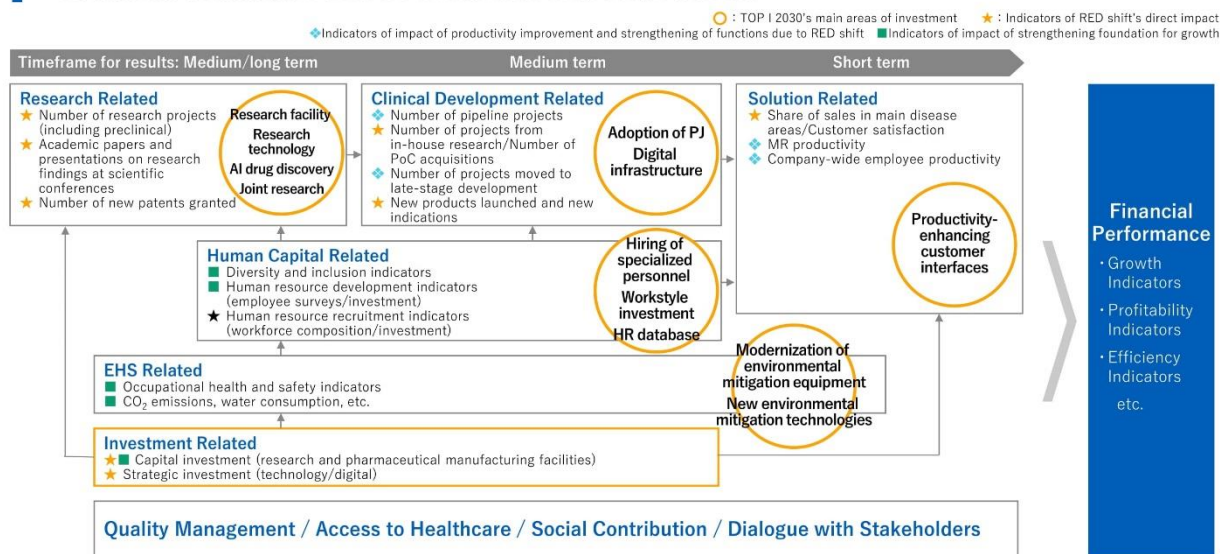 ○ : TOP I 2030's main areas of investment ★ : Indicators of RED shift's direct impact
❖Indicators of impact of productivity improvement and strengthening of functions due to RED shift ■Indicators of impact of strengthening foundation for growth
Timeframe for results: Medium/long term
Medium term
Short term
Research Related
★ Number of research projects
(including preclinical)
★ Academic papers and
presentations on research
findings at scientific
conferences
★ Number of new patents granted
Research facility
Research
technology
AI drug discovery
Joint research
Clinical Development Related
❖ Number of pipeline projects
★ Number of projects from
in-house research/Number of
PoC acquisitions
❖ Number of projects moved to
late-stage development
★ New products launched and new
indications
Adoption of PJ
Digital
infrastructure
Solution Related
★ Share of sales in main disease
areas/Customer satisfaction
❖ MR productivity
❖ Company-wide employee productivity
Productivity-
enhancing
customer
interfaces
Human Capital Related
■ Diversity and inclusion indicators
■ Human resource development indicators
(employee surveys/investment)
★ Human resource recruitment indicators
(workforce composition/investment)
Hiring of
specialized
personnel
Workstyle
investment
HR database
EHS Related
■ Occupational health and safety indicators
■ CO₂ emissions, water consumption, etc.
Modernization of
environmental
mitigation equipment
New environmental
mitigation technologies
Investment Related
★■ Capital investment (research and pharmaceutical manufacturing facilities)
★ Strategic investment (technology/digital)
Quality Management / Access to Healthcare / Social Contribution / Dialogue with Stakeholders
Financial
Performance
・Growth
Indicators
・Profitability
Indicators
・Efficiency
Indicators
etc.